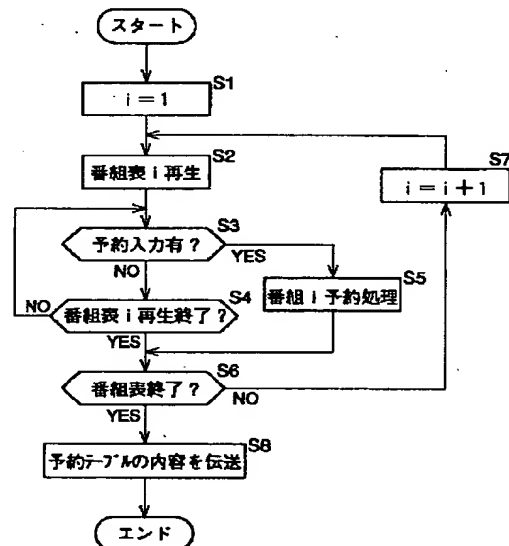 スタート
S1
i＝1
S2
番組表 i 再生
S7
i＝i＋1
S3
予約入力有？
YES
NO
S5
番組 i 予約処理
S4
NO
番組表 i 再生終了？
YES
S6
番組表終了？
NO
YES
S8
予約ﾃｰﾌﾞﾙの内容を伝送
エンド